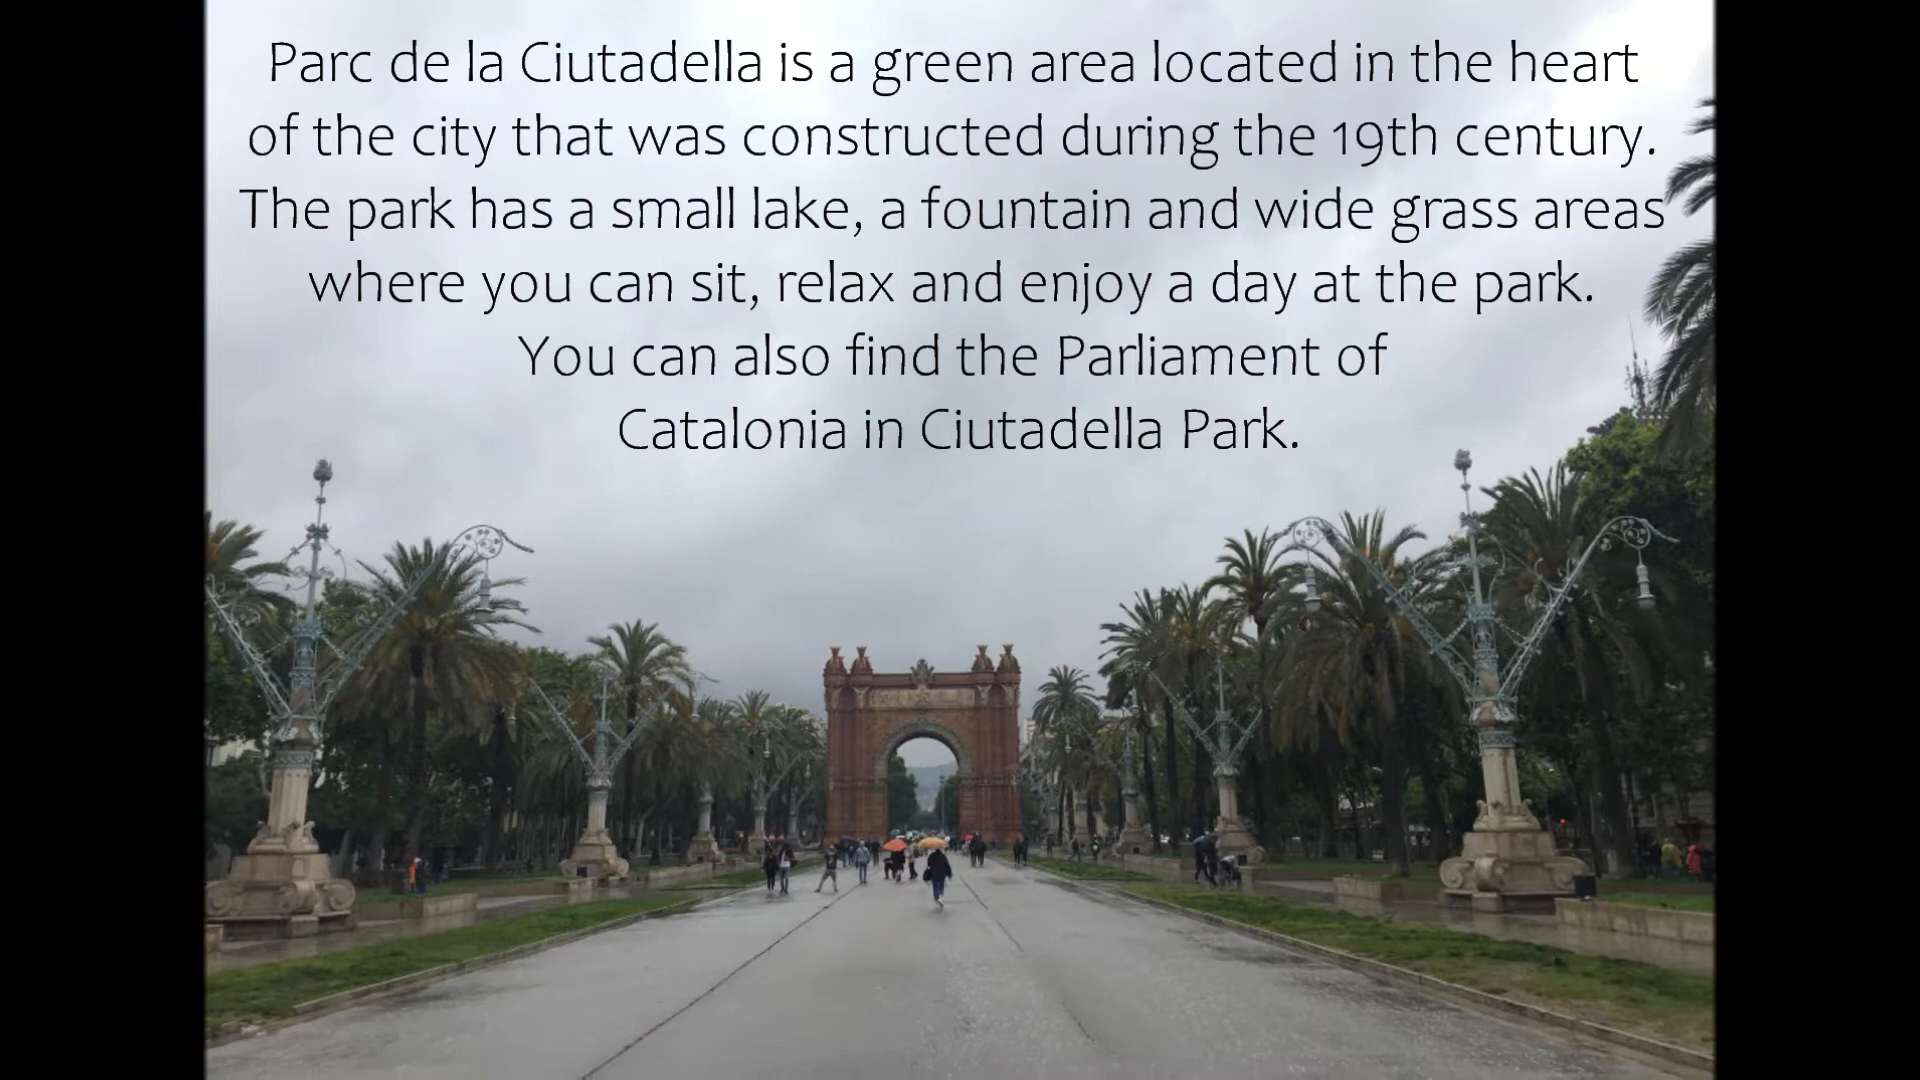 Parc de la Ciutadella is a green area located in the heart
of the city that was constructed during the 19th century.
The park has a small lake, a fountain and wide grass areas
where you can sit, relax and enjoy a day at the park.
You can also find the Parliament of
Catalonia in Ciutadella Park.